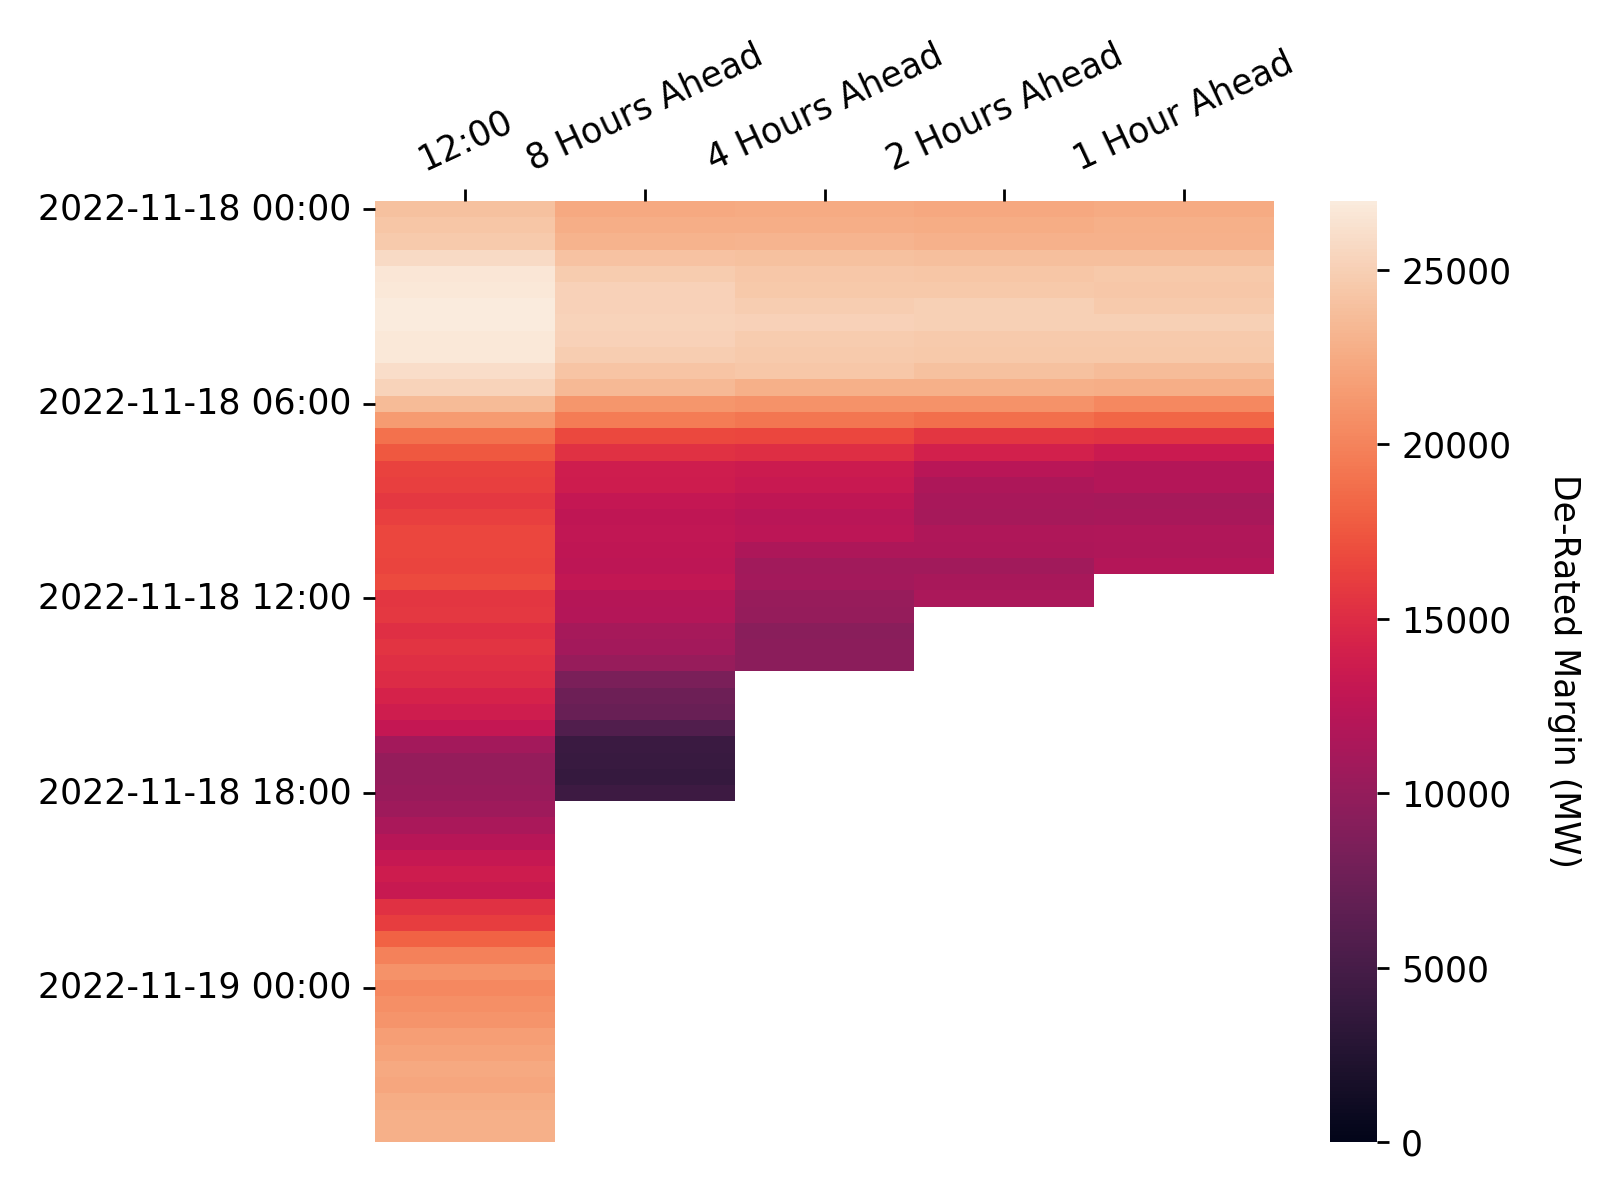 12:00
8 Hours Ahead
4 Hours Ahead
2 Hours Ahead
1 Hour Ahead
2022-11-18 00:00
2022-11-18 06:00
2022-11-18 12:00
2022-11-18 18:00
2022-11-19 00:00
25000
20000
15000
10000
5000
0
De-Rated Margin (MW)